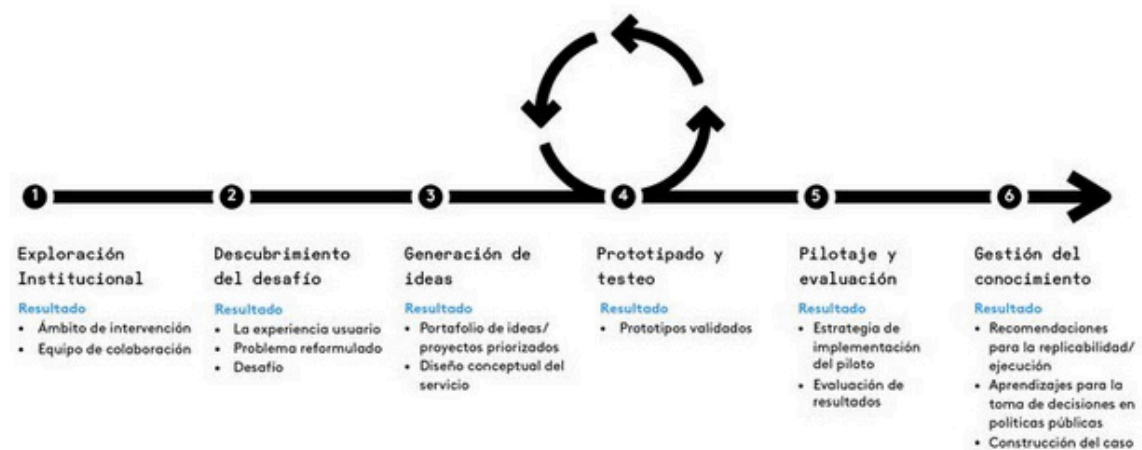 1
2
3
4
5
6
Exploración
Institucional
Resultado
• Ámbito de intervención
• Equipo de colaboración
Descubrimiento
del desafío
Resultado
• La experiencia usuario
• Problema reformulado
• Desafío
Generación de
ideas
Resultado
• Portafolio de ideas/
proyectos priorizados
• Diseño conceptual del
servicio
Prototipado y
testeo
Resultado
• Prototipos validados
Pilotaje y
evaluación
Resultado
• Estrategia de
implementación
del piloto
• Evaluación de
resultados
Gestión del
conocimiento
Resultado
• Recomendaciones
para la replicabilidad/
ejecución
• Aprendizajes para la
toma de decisiones en
políticas públicas
• Construcción del caso